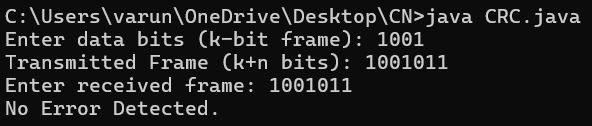 C:\Users\varun\OneDrive\Desktop\CN>java CRC.java
Enter data bits (k-bit frame): 1001
Transmitted Frame (k+n bits): 1001011
Enter received frame: 1001011
No Error Detected.